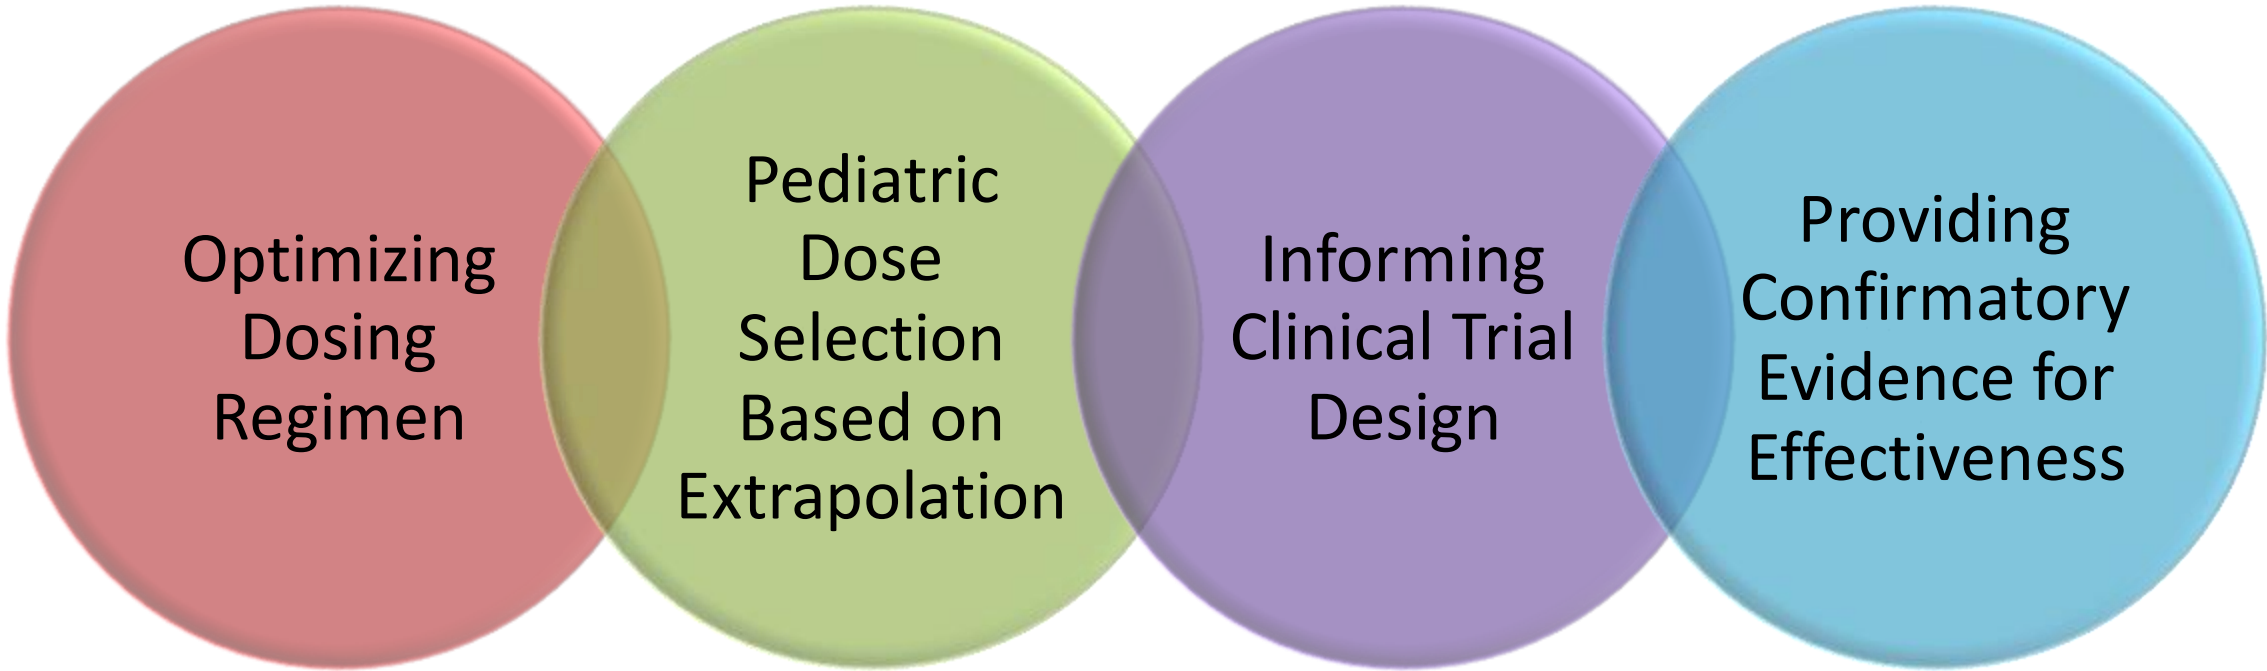 Optimizing
Dosing
Regimen
Pediatric
Dose
Selection
Based on
Extrapolation
Informing
Clinical Trial
Design
Providing
Confirmatory
Evidence for
Effectiveness